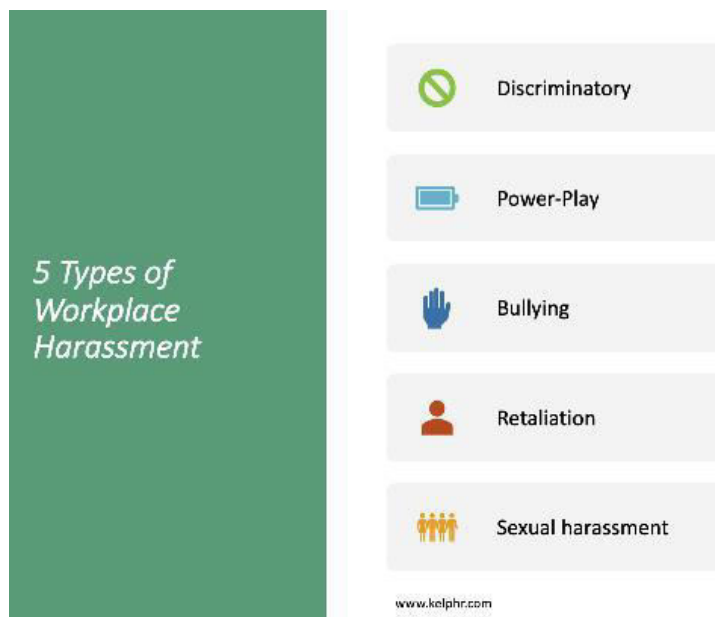 5 Types of
Workplace
Harassment
Discriminatory
Power-Play
Bullying
Retaliation
Sexual harassment
www.kelphr.com